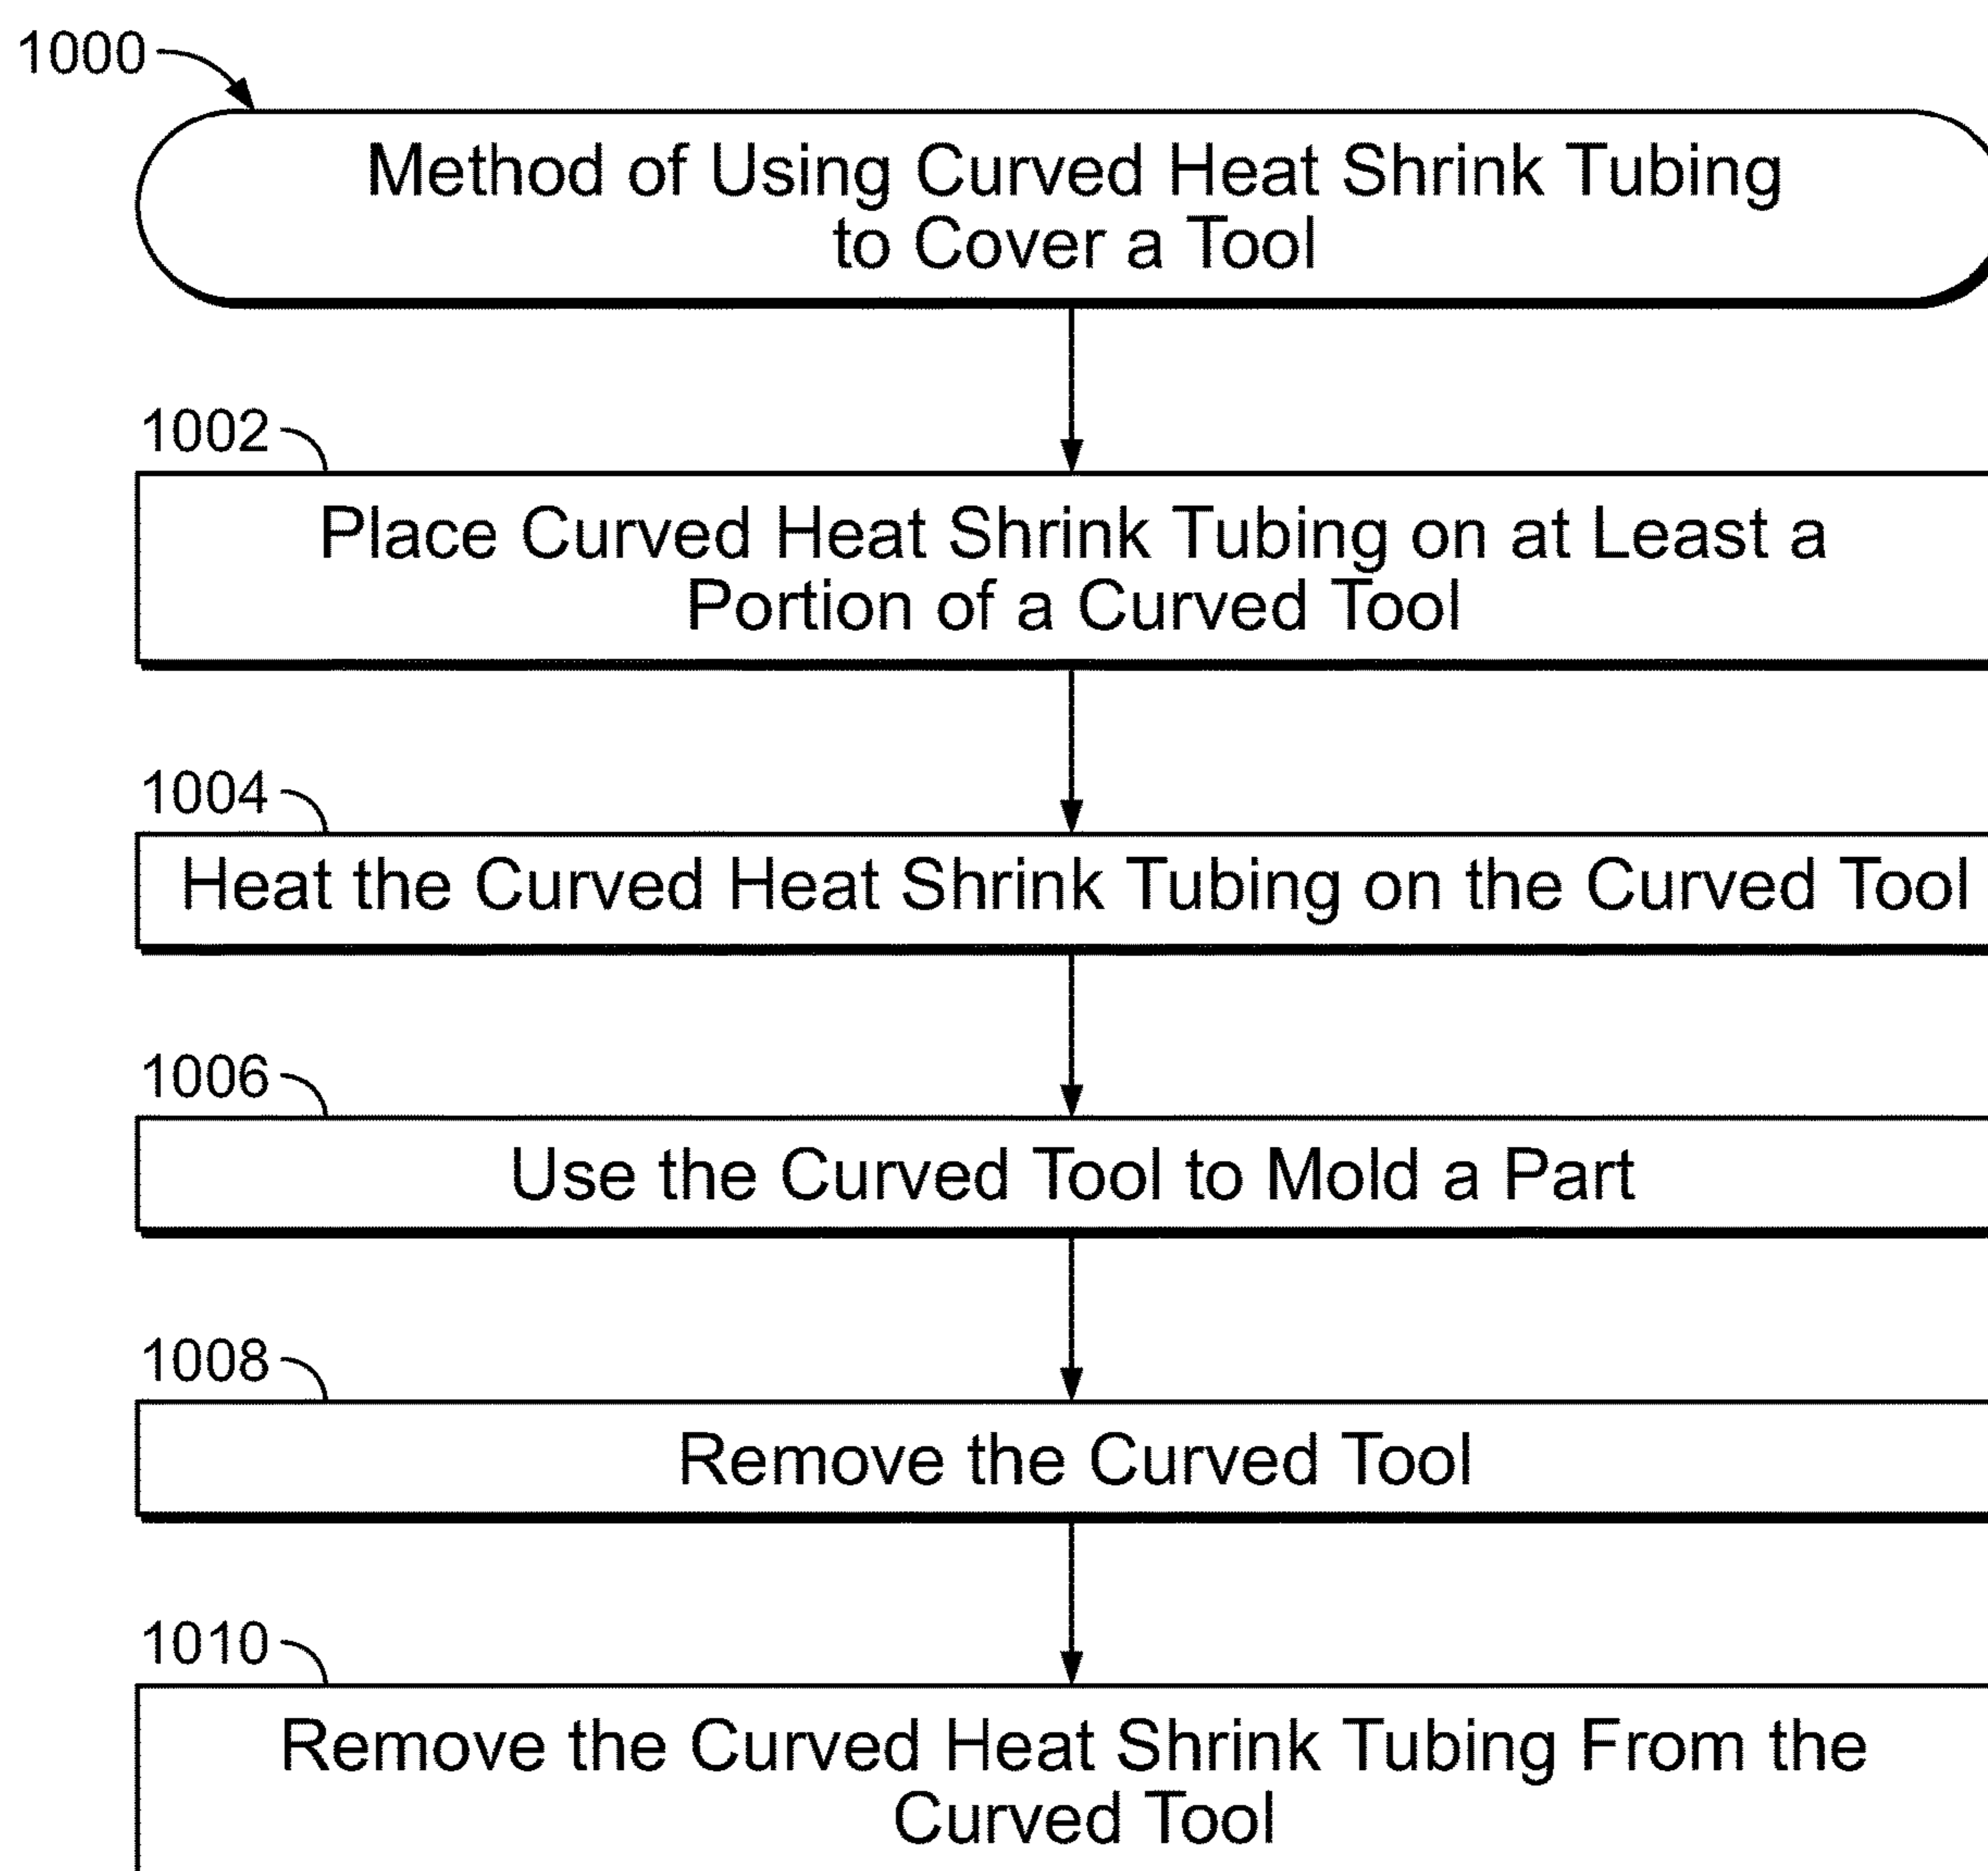 1000
Method of Using Curved Heat Shrink Tubing
to Cover a Tool
1002
Place Curved Heat Shrink Tubing on at Least a
Portion of a Curved Tool
1004
Heat the Curved Heat Shrink Tubing on the Curved Tool
1006
Use the Curved Tool to Mold a Part
1008
Remove the Curved Tool
1010
Remove the Curved Heat Shrink Tubing From the
Curved Tool